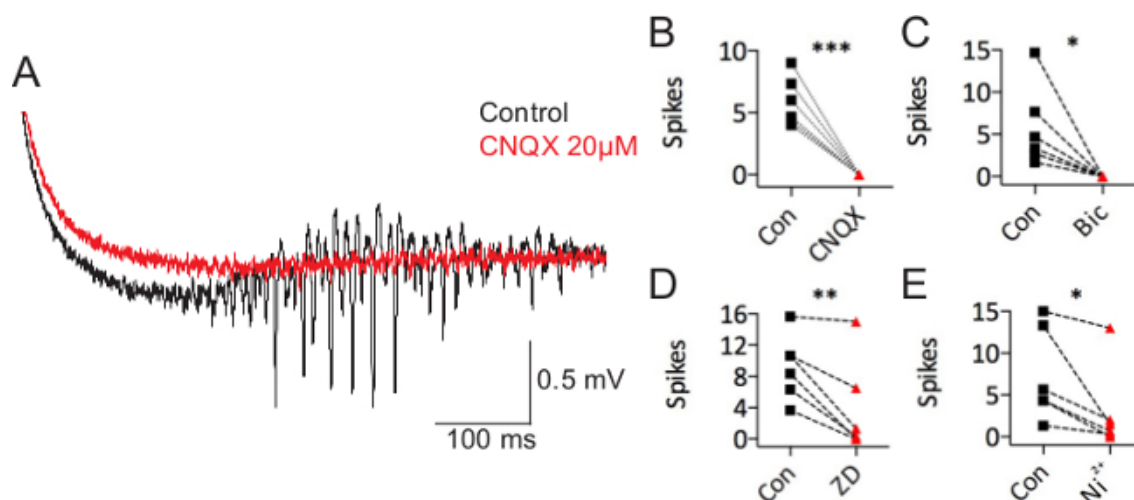 A
Control
CNQX 20µM
0.5 mV
100 ms
B
***
Spikes
10
5
0
Con
CNQX
C
*
Spikes
15
10
5
0
Con
Bic
D
**
Spikes
16
12
8
4
0
Con
ZD
E
*
Spikes
15
10
5
0
Con
Ni²⁺